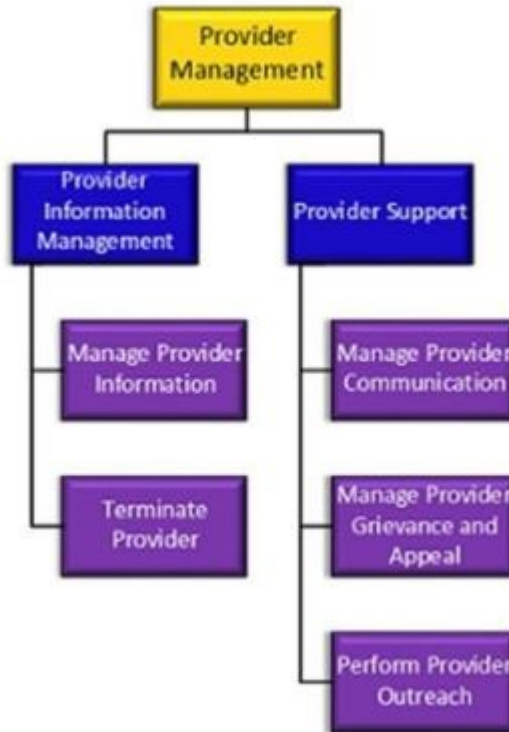 Provider
Management
Provider
Information
Management
Provider Support
Manage Provider
Information
Manage Provider
Communication
Terminate
Provider
Manage Provider
Grievance and
Appeal
Perform Provider
Outreach